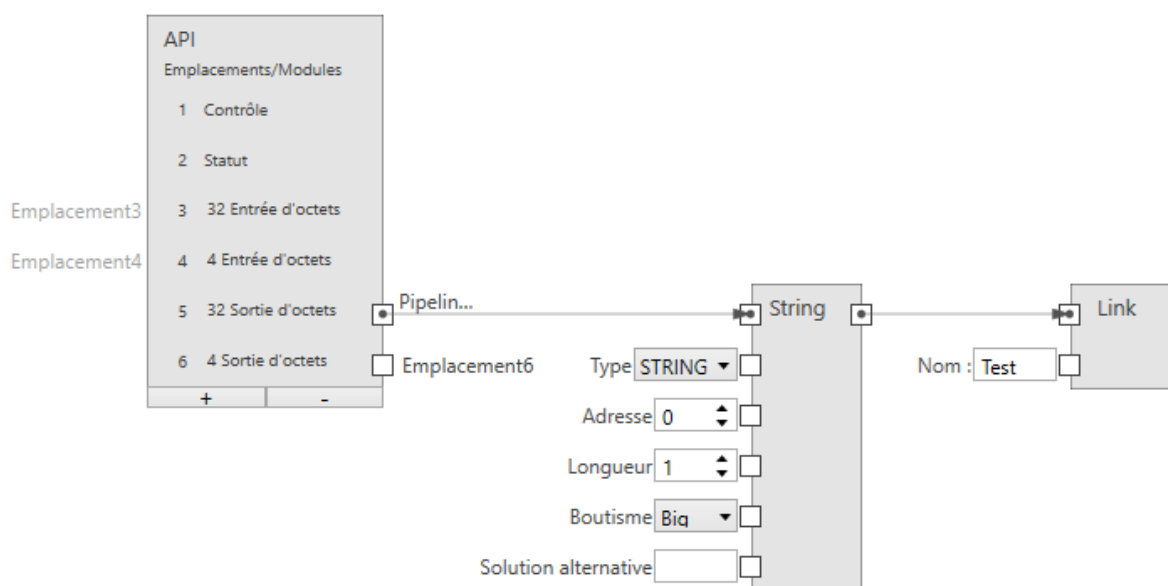 API
Emplacements/Modules
1 Contrôle
2 Statut
Emplacement3 3 32 Entrée d'octets
Emplacement4 4 4 Entrée d'octets
5 32 Sortie d'octets Pipelin... String Link
6 4 Sortie d'octets Emplacement6 Type STRING Nom : Test
+ -
Adresse 0
Longueur 1
Boutisme Big
Solution alternative